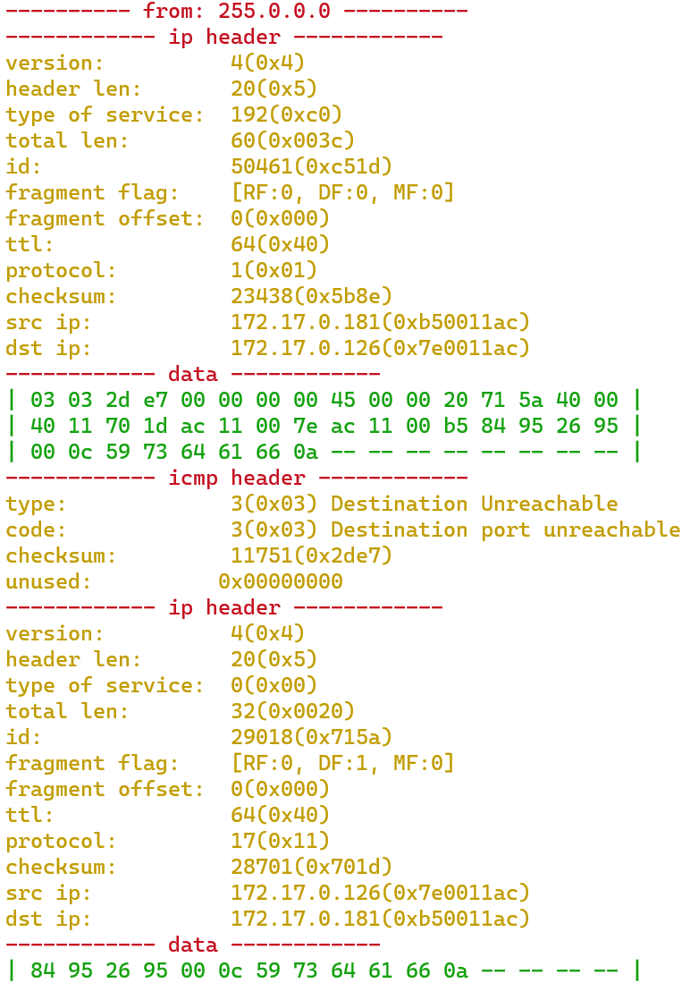 ---------- from: 255.0.0.0 ----------
------------ ip header ------------
version: 4(0x4)
header len: 20(0x5)
type of service: 192(0xc0)
total len: 60(0x003c)
id: 50461(0xc51d)
fragment flag: [RF:0, DF:0, MF:0]
fragment offset: 0(0x000)
ttl: 64(0x40)
protocol: 1(0x01)
checksum: 23438(0x5b8e)
src ip: 172.17.0.181(0xb50011ac)
dst ip: 172.17.0.126(0x7e0011ac)
------------ data ------------
| 03 03 2d e7 00 00 00 00 45 00 00 20 71 5a 40 00 |
| 40 11 70 1d ac 11 00 7e ac 11 00 b5 84 95 26 95 |
| 00 0c 59 73 64 61 66 0a -- -- -- -- -- -- -- -- |
------------ icmp header ------------
type: 3(0x03) Destination Unreachable
code: 3(0x03) Destination port unreachable
checksum: 11751(0x2de7)
unused: 0x00000000
------------ ip header ------------
version: 4(0x4)
header len: 20(0x5)
type of service: 0(0x00)
total len: 32(0x0020)
id: 29018(0x715a)
fragment flag: [RF:0, DF:1, MF:0]
fragment offset: 0(0x000)
ttl: 64(0x40)
protocol: 17(0x11)
checksum: 28701(0x701d)
src ip: 172.17.0.126(0x7e0011ac)
dst ip: 172.17.0.181(0xb50011ac)
------------ data ------------
| 84 95 26 95 00 0c 59 73 64 61 66 0a -- -- -- -- |